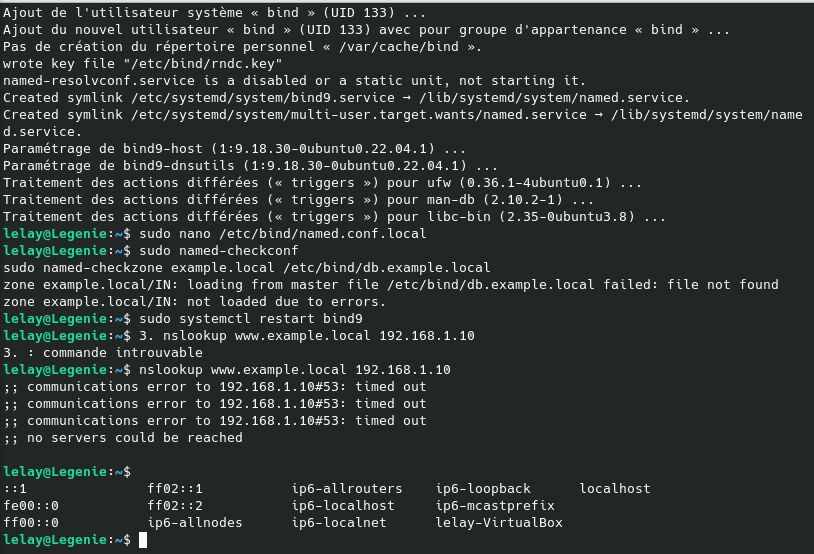 Ajout de l'utilisateur système « bind » (UID 133) ...
Ajout du nouvel utilisateur « bind » (UID 133) avec pour groupe d'appartenance « bind » ...
Pas de création du répertoire personnel « /var/cache/bind ».
wrote key file "/etc/bind/rndc.key"
named-resolvconf.service is a disabled or a static unit, not starting it.
Created symlink /etc/systemd/system/bind9.service → /lib/systemd/system/named.service.
Created symlink /etc/systemd/system/multi-user.target.wants/named.service → /lib/systemd/system/name
d.service.
Paramétrage de bind9-host (1:9.18.30-0ubuntu0.22.04.1) ...
Paramétrage de bind9-dnsutils (1:9.18.30-0ubuntu0.22.04.1) ...
Traitement des actions différées (« triggers ») pour ufw (0.36.1-4ubuntu0.1) ...
Traitement des actions différées (« triggers ») pour man-db (2.10.2-1) ...
Traitement des actions différées (« triggers ») pour libc-bin (2.35-0ubuntu3.8) ...
lelay@Legenie:~$ sudo nano /etc/bind/named.conf.local
lelay@Legenie:~$ sudo named-checkconf
sudo named-checkzone example.local /etc/bind/db.example.local
zone example.local/IN: loading from master file /etc/bind/db.example.local failed: file not found
zone example.local/IN: not loaded due to errors.
lelay@Legenie:~$ sudo systemctl restart bind9
lelay@Legenie:~$ 3. nslookup www.example.local 192.168.1.10
3. : commande introuvable
lelay@Legenie:~$ nslookup www.example.local 192.168.1.10
;; communications error to 192.168.1.10#53: timed out
;; communications error to 192.168.1.10#53: timed out
;; communications error to 192.168.1.10#53: timed out
;; no servers could be reached
lelay@Legenie:~$
::1 ff02::1 ip6-allrouters ip6-loopback localhost
fe00::0 ff02::2 ip6-localhost ip6-mcastprefix
ff00::0 ip6-allnodes ip6-localnet lelay-VirtualBox
lelay@Legenie:~$